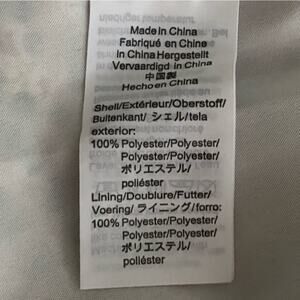 Made in China
Fabriqué en Chine
in China Hergestellt
Vervaardigd in China
中国製
Hecho en China
Shell/Extérieur/Oberstoff/
Buitenkant/ シェル/tela
exterior:
100% Polyester/Polyester/
Polyester/Polyester/
ポリエステル/
poliéster
Lining/Doublure/Futter/
Voering/ ライニング/forro:
100% Polyester/Polyester/
Polyester/Polyester/
ポリエステル/
poliéster